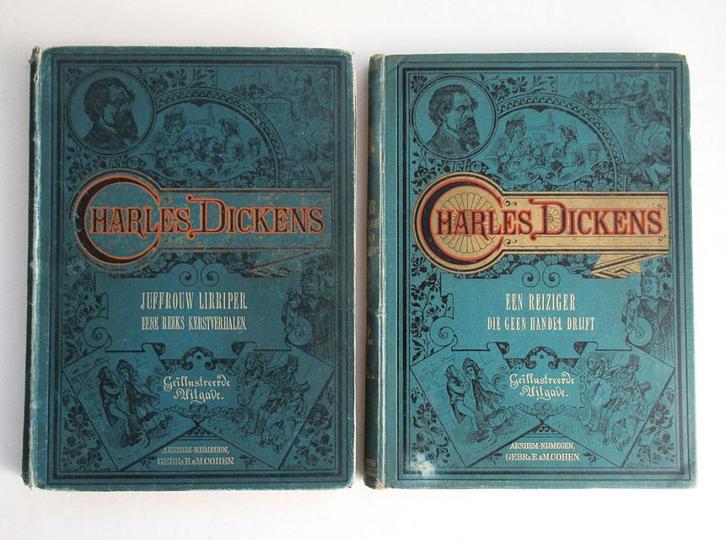 CHARLES DICKENS
JUFFROUW LIRRIPER.
EENE REEKS KERSTVERHALEN.
Geïllustreerde
Uitgave.
ARNHEM-NIJMEGEN,
GEBR. E. & M. COHEN.
CHARLES DICKENS
EEN REIZIGER
DIE GEEN HANDEL DRIJFT
Geïllustreerde
Uitgave.
ARNHEM-NIJMEGEN,
GEBR. E. & M. COHEN.